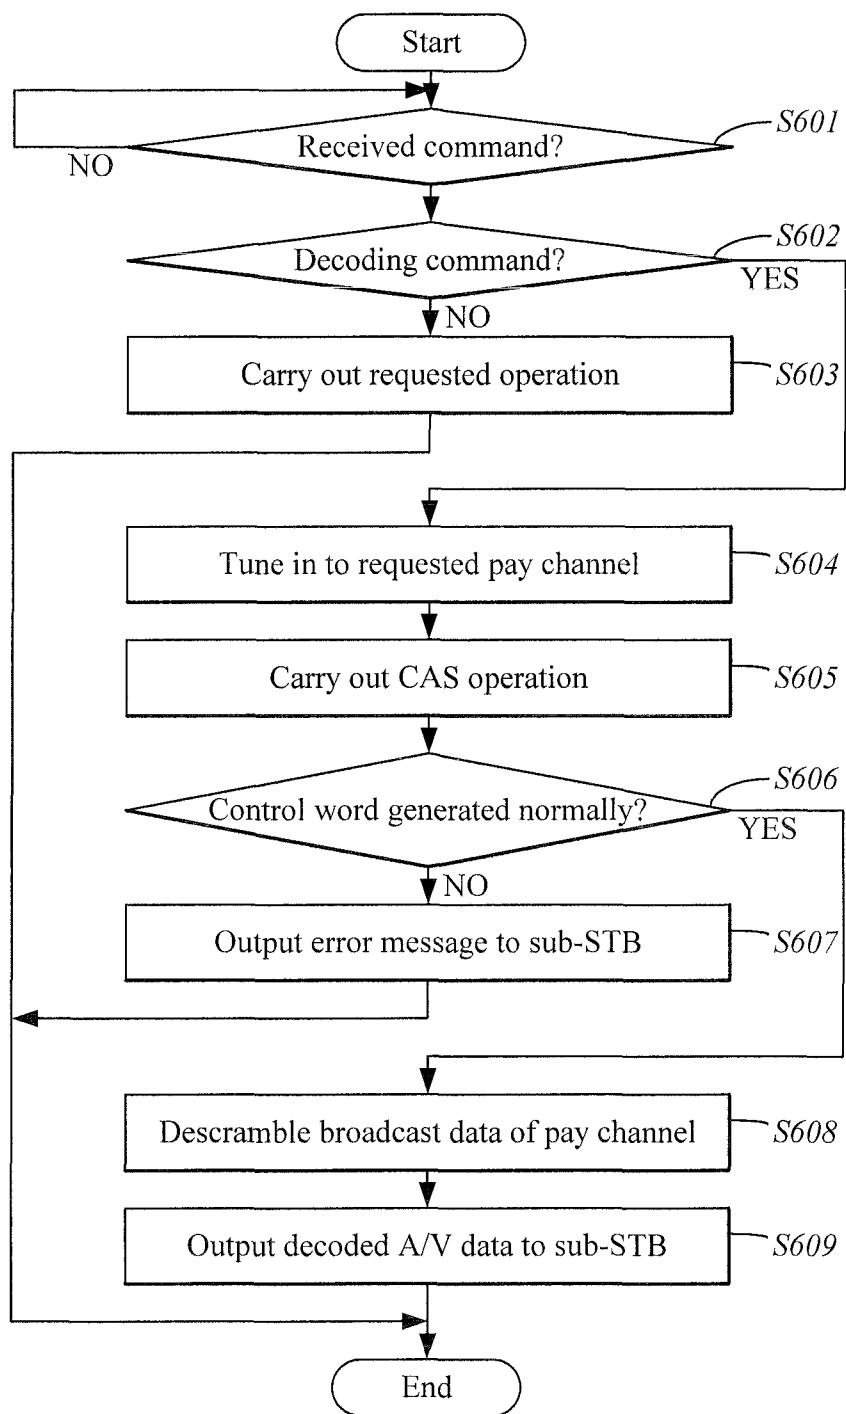 Start
Received command?
S601
NO
Decoding command?
S602
YES
NO
Carry out requested operation
S603
Tune in to requested pay channel
S604
Carry out CAS operation
S605
Control word generated normally?
S606
YES
NO
Output error message to sub-STB
S607
Descramble broadcast data of pay channel
S608
Output decoded A/V data to sub-STB
S609
End